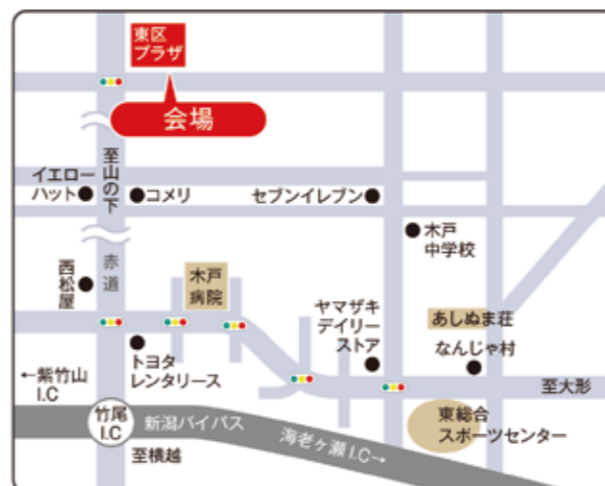 東区
プラザ
会場
至山の下
イエロー
ハット
コメリ
セブンイレブン
木戸
中学校
赤道
西松屋
木戸
病院
ヤマザキ
デイリー
ストア
あしぬま荘
なんじゃ村
トヨタ
レンタリース
←紫竹山
I.C
至大形
竹尾
I.C
新潟バイパス
海老ヶ瀬I.C→
至横越
東総合
スポーツセンター